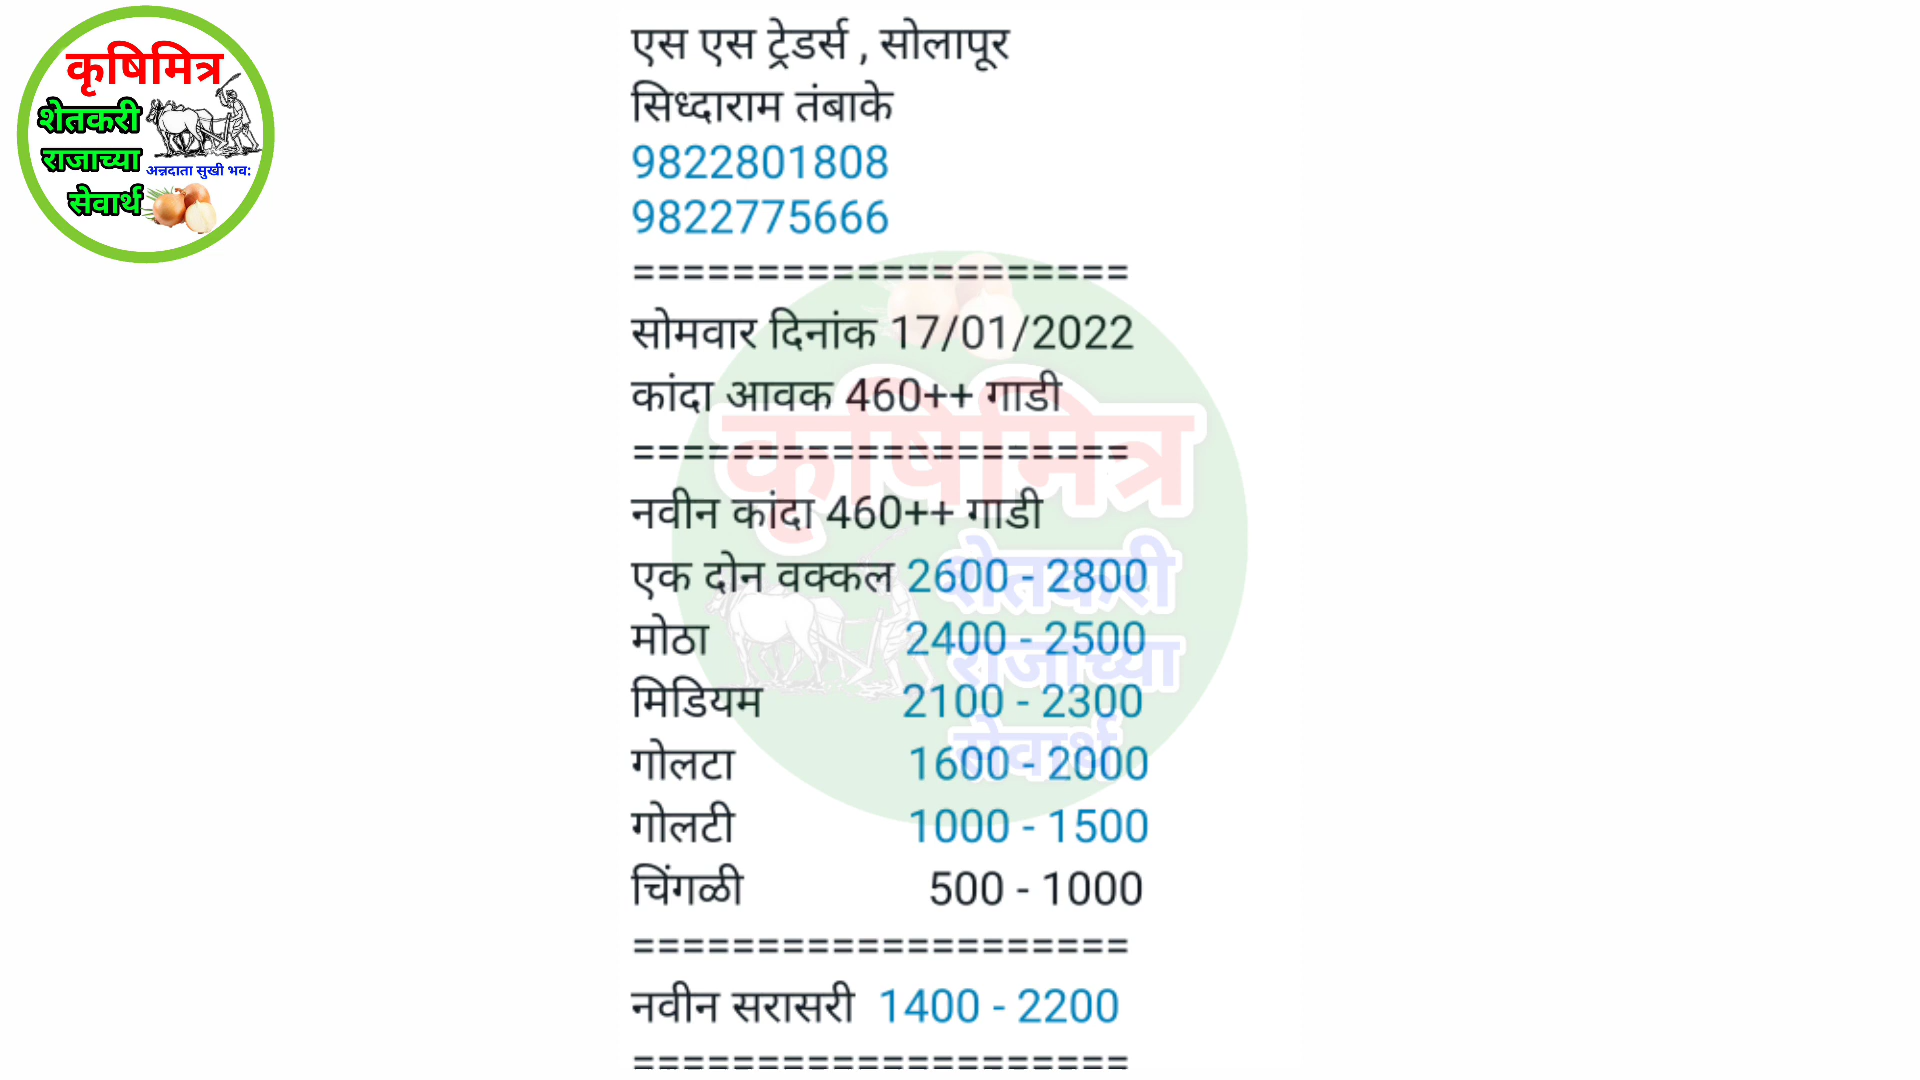 कृषिमित्र
शेतकरी
राजाच्या
अन्नदाता सुखी भव:
सेवार्थ
एस एस ट्रेडर्स , सोलापूर
सिध्दाराम तंबाके
9822801808
9822775666
====================
सोमवार दिनांक 17/01/2022
कांदा आवक 460++ गाडी
====================
नवीन कांदा 460++ गाडी
एक दोन वक्कल 2600 - 2800
मोठा 2400 - 2500
मिडियम 2100 - 2300
गोलटा 1600 - 2000
गोलटी 1000 - 1500
चिंगळी 500 - 1000
====================
नवीन सरासरी 1400 - 2200
====================
कृषिमित्र
शेतकरी
राजाच्या
सेवार्थ